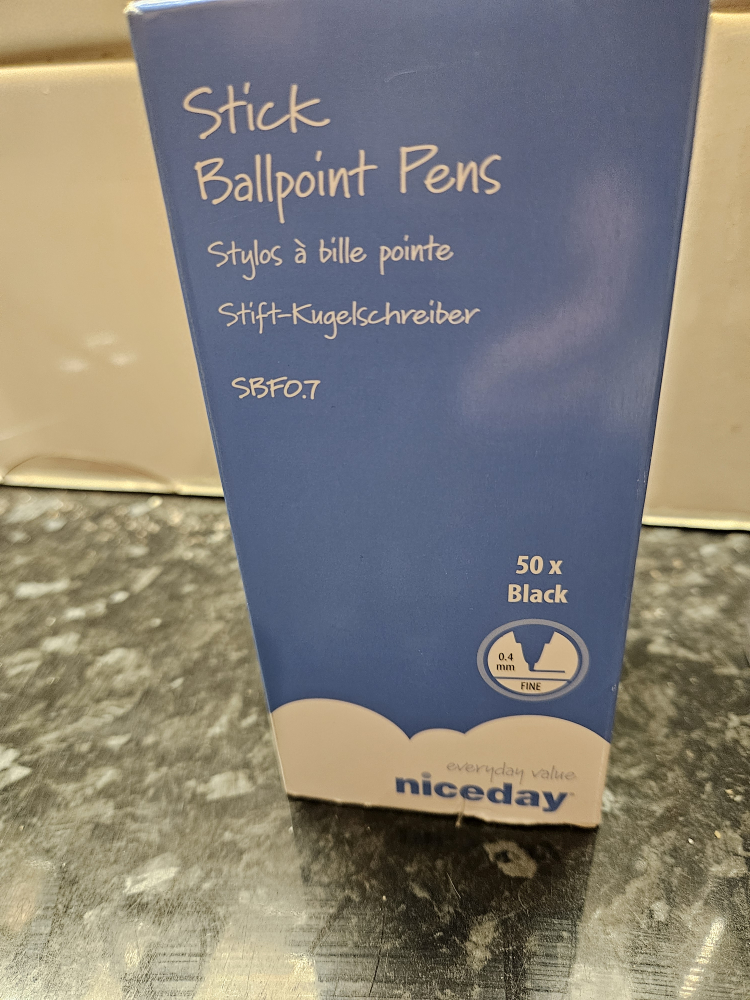 Stick
Ballpoint Pens
Stylos à bille pointe
Stift-Kugelschreiber
SBF0.7
50 x
Black
0.4
mm
FINE
everyday value
niceday